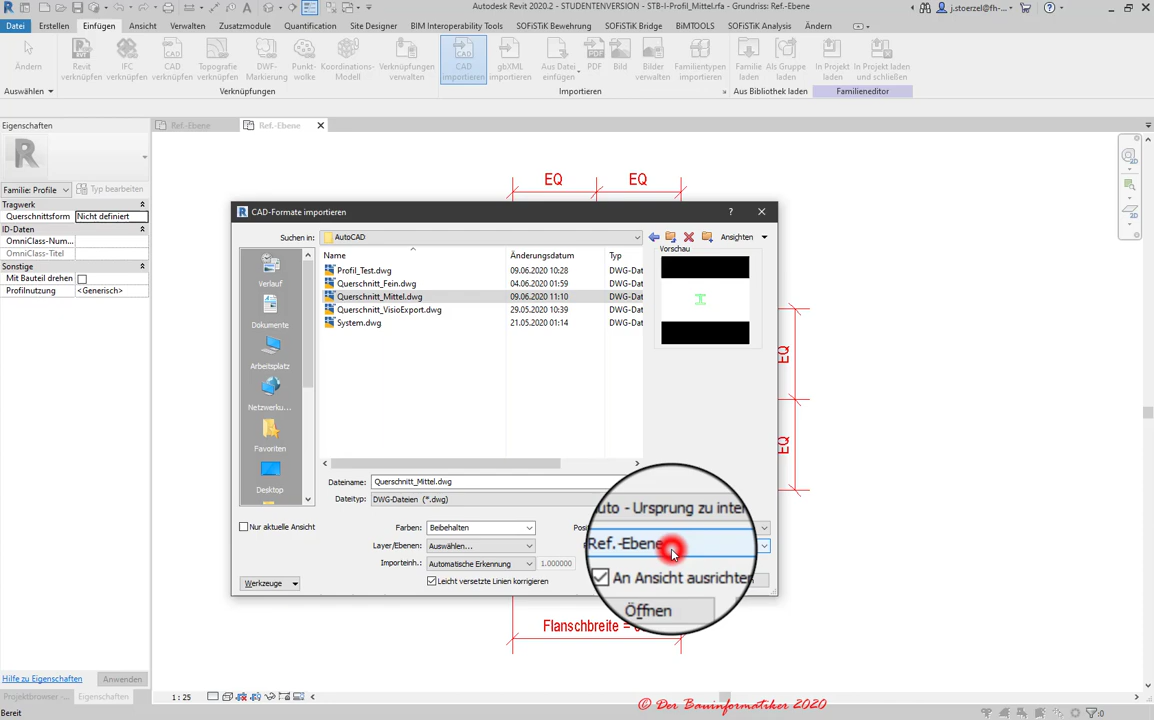 Autodesk Revit 2020.2 - STUDENTENVERSION - STB-I-Profil_Mittel.rfa - Grundriss: Ref.-Ebene
j.stoerzel@fh-...
Datei Einfügen Erstellen Ansicht Verwalten Zusatzmodule Quantification Site Designer BIM Interoperability Tools SOFiSTiK Bewehrung SOFiSTiK Bridge BiMTOOLS SOFiSTiK Analysis Ändern
Ändern
Revit verknüpfen
IFC verknüpfen
CAD verknüpfen
Topografie verknüpfen
DWF-Markierung
Punkt-wolke
Koordinations-Modell
Verknüpfungen verwalten
CAD importieren
gbXML importieren
Aus Datei einfügen
PDF
Bild
Bilder verwalten
Familientypen importieren
Familie laden
Als Gruppe laden
In Projekt laden
In Projekt laden und schließen
Auswählen Verknüpfungen Importieren Aus Bibliothek laden Familieneditor
Eigenschaften
Ref.-Ebene Ref.-Ebene
R
Familie: Profile Typ bearbeiten
Tragwerk
Querschnittsform Nicht definiert
ID-Daten
OmniClass-Num...
OmniClass-Titel
Sonstige
Mit Bauteil drehen
Profilnutzung <Generisch>
EQ EQ
CAD-Formate importieren
Suchen in: AutoCAD Ansichten
Name Änderungsdatum Typ Vorschau
Profil_Test.dwg 09.06.2020 10:28 DWG-Dat
Querschnitt_Fein.dwg 04.06.2020 01:59 DWG-Dat
Querschnitt_Mittel.dwg 09.06.2020 11:10 DWG-Dat
Querschnitt_VisioExport.dwg 29.05.2020 10:39 DWG-Dat
System.dwg 21.05.2020 01:14 DWG-Dat
Verlauf
Dokumente
Arbeitsplatz
Netzwerku...
Favoriten
Desktop
EQ
EQ
Dateiname: Querschnitt_Mittel.dwg
Dateityp: DWG-Dateien (*.dwg)
Nur aktuelle Ansicht Farben: Beibehalten
Layer/Ebenen: Auswählen...
Importeinh.: Automatische Erkennung 1.000000
Werkzeuge Leicht versetzte Linien korrigieren
uto - Ursprung zu inter
Ref.-Ebene
An Ansicht ausrichten
Öffnen
Flanschbreite =
Hilfe zu Eigenschaften Anwenden
Projektbrowser -... Eigenschaften
1 : 25
Bereit
© Der Bauinformatiker 2020
:0